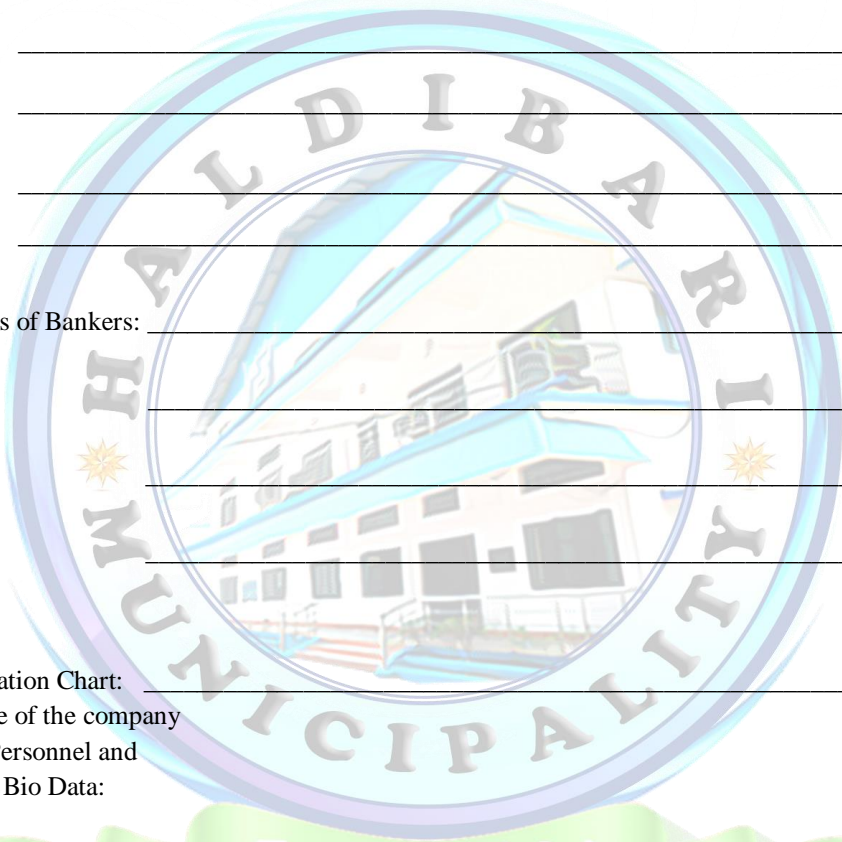 HALDIBARI
s of Bankers:
ation Chart:
e of the company
ersonnel and
Bio Data:
MUNICIPALITY